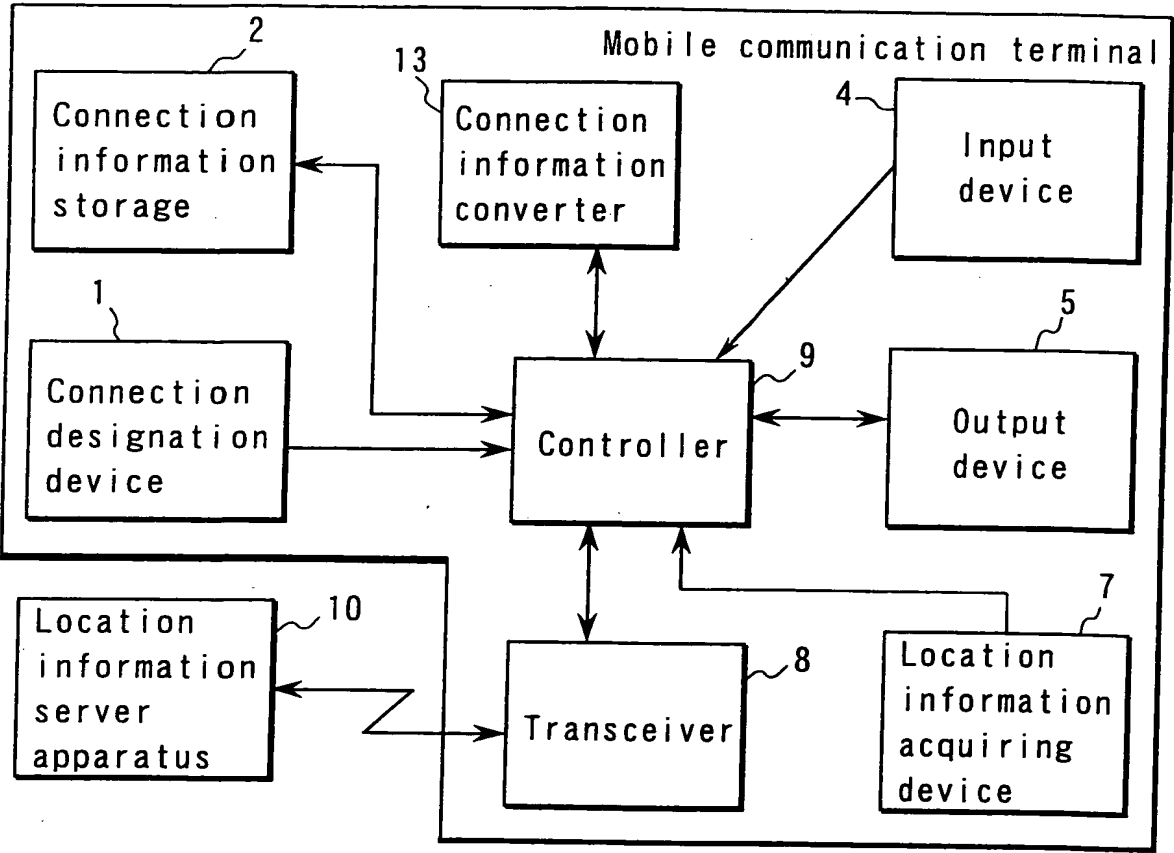 Mobile communication terminal
2
Connection
information
storage
13
Connection
information
converter
4
Input
device
1
Connection
designation
device
9
Controller
5
Output
device
10
Location
information
server
apparatus
8
Transceiver
7
Location
information
acquiring
device